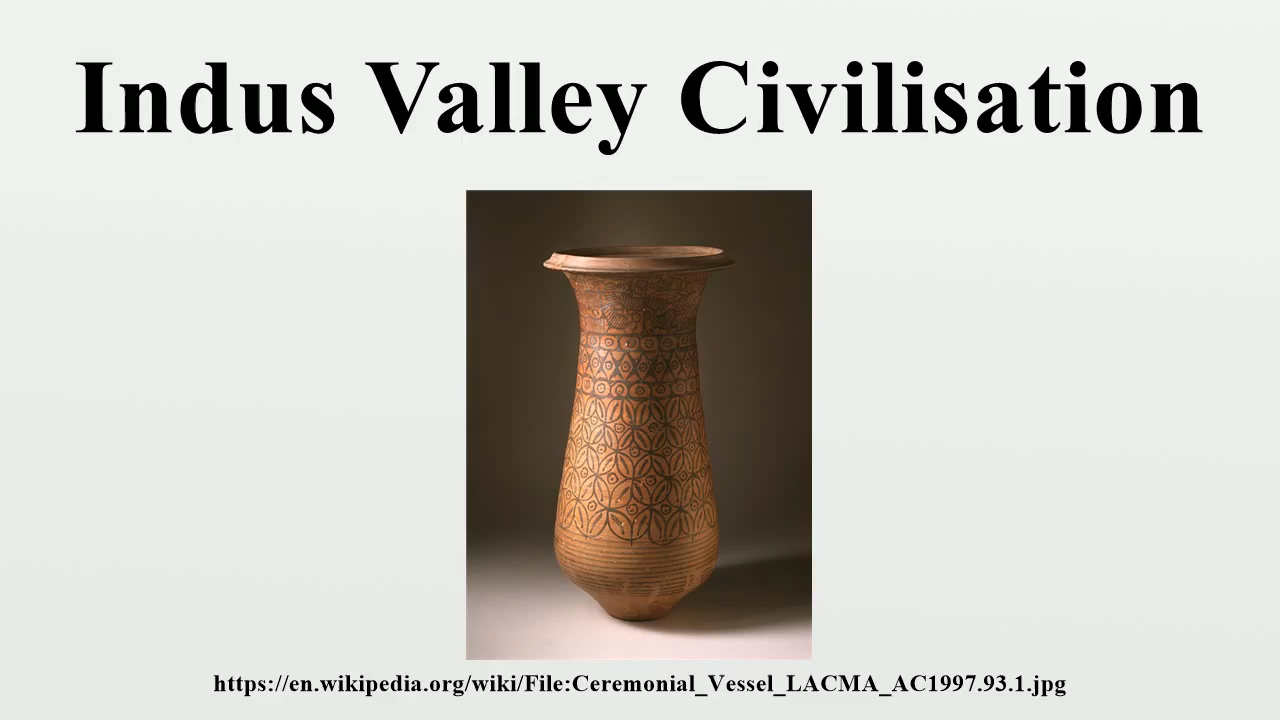 Indus Valley Civilisation
https://en.wikipedia.org/wiki/File:Ceremonial_Vessel_LACMA_AC1997.93.1.jpg